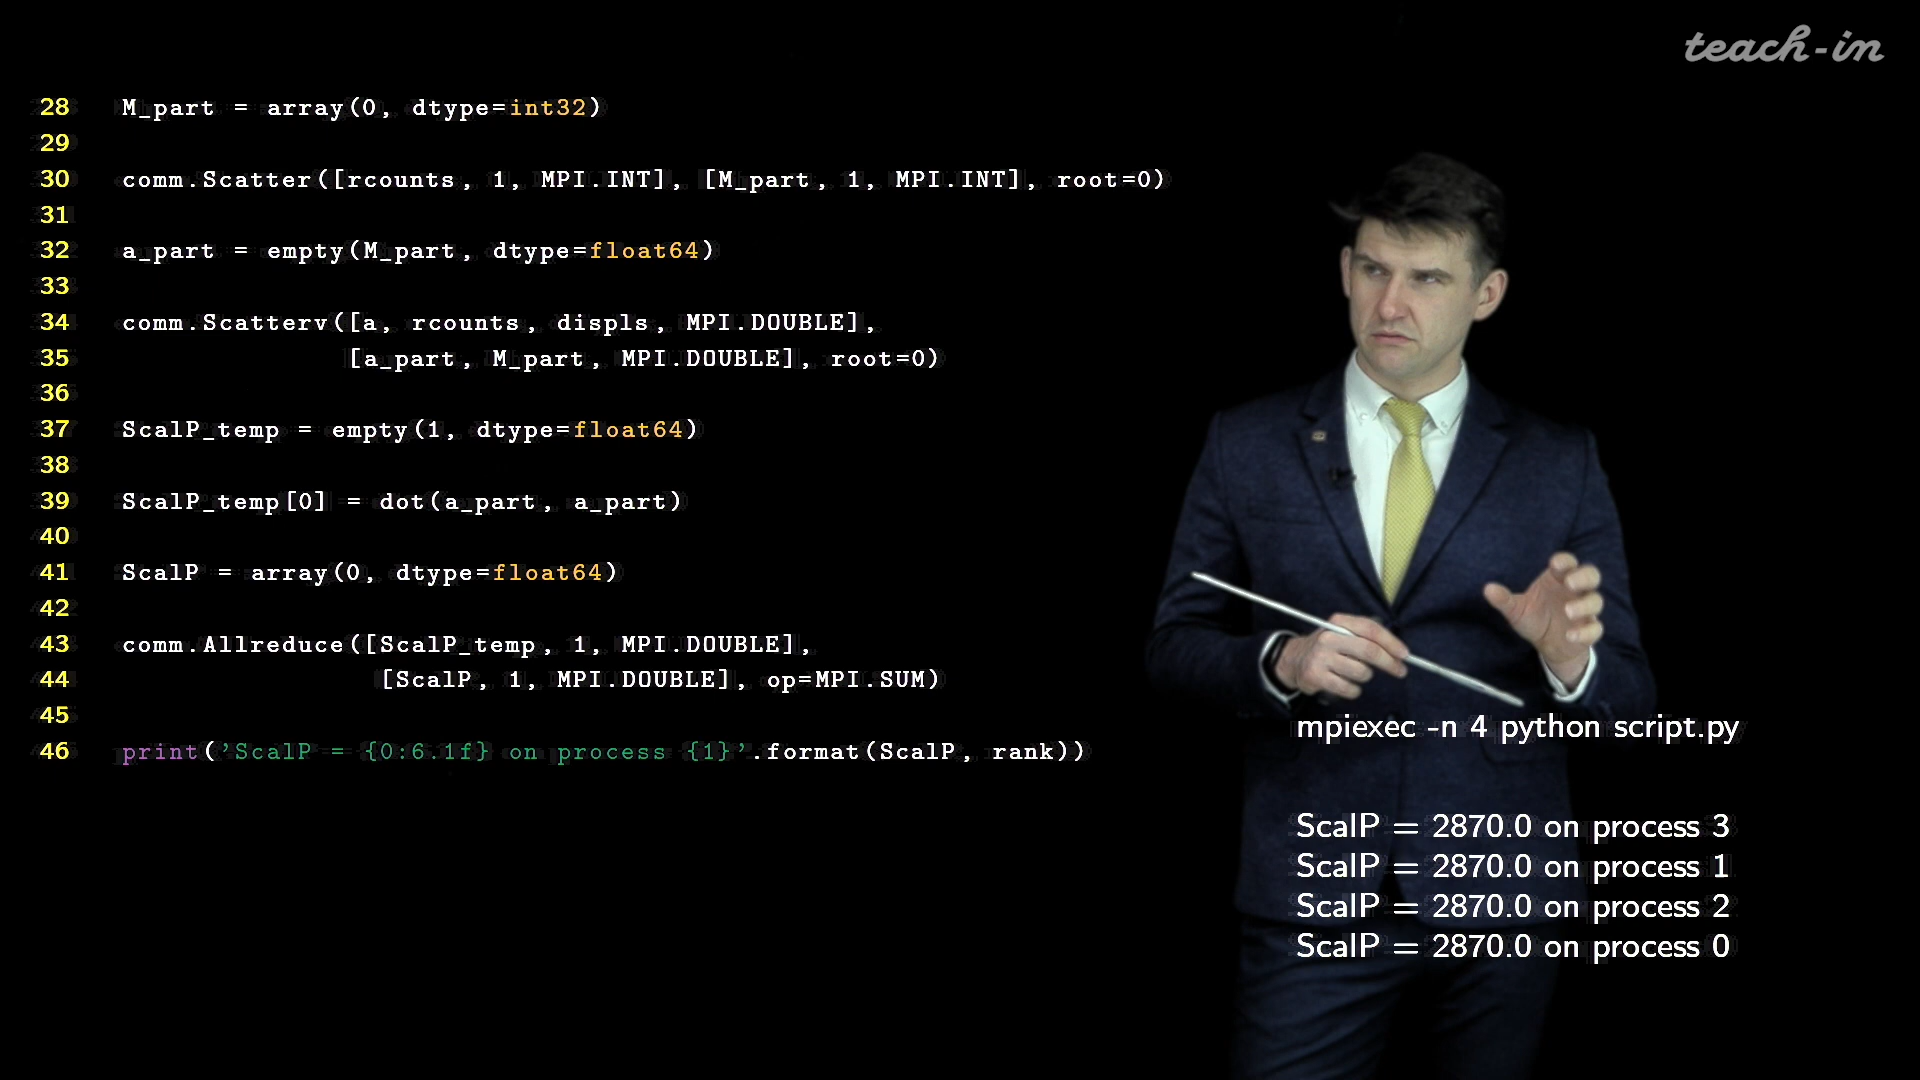 teach-in
28 M_part = array(0, dtype=int32)
29
30 comm.Scatter([rcounts, 1, MPI.INT], [M_part, 1, MPI.INT], root=0)
31
32 a_part = empty(M_part, dtype=float64)
33
34 comm.Scatterv([a, rcounts, displs, MPI.DOUBLE],
35 [a_part, M_part, MPI.DOUBLE], root=0)
36
37 ScalP_temp = empty(1, dtype=float64)
38
39 ScalP_temp[0] = dot(a_part, a_part)
40
41 ScalP = array(0, dtype=float64)
42
43 comm.Allreduce([ScalP_temp, 1, MPI.DOUBLE],
44 [ScalP, 1, MPI.DOUBLE], op=MPI.SUM)
45
46 print('ScalP = {0:6.1f} on process {1}'.format(ScalP, rank))
mpiexec -n 4 python script.py
ScalP = 2870.0 on process 3
ScalP = 2870.0 on process 1
ScalP = 2870.0 on process 2
ScalP = 2870.0 on process 0